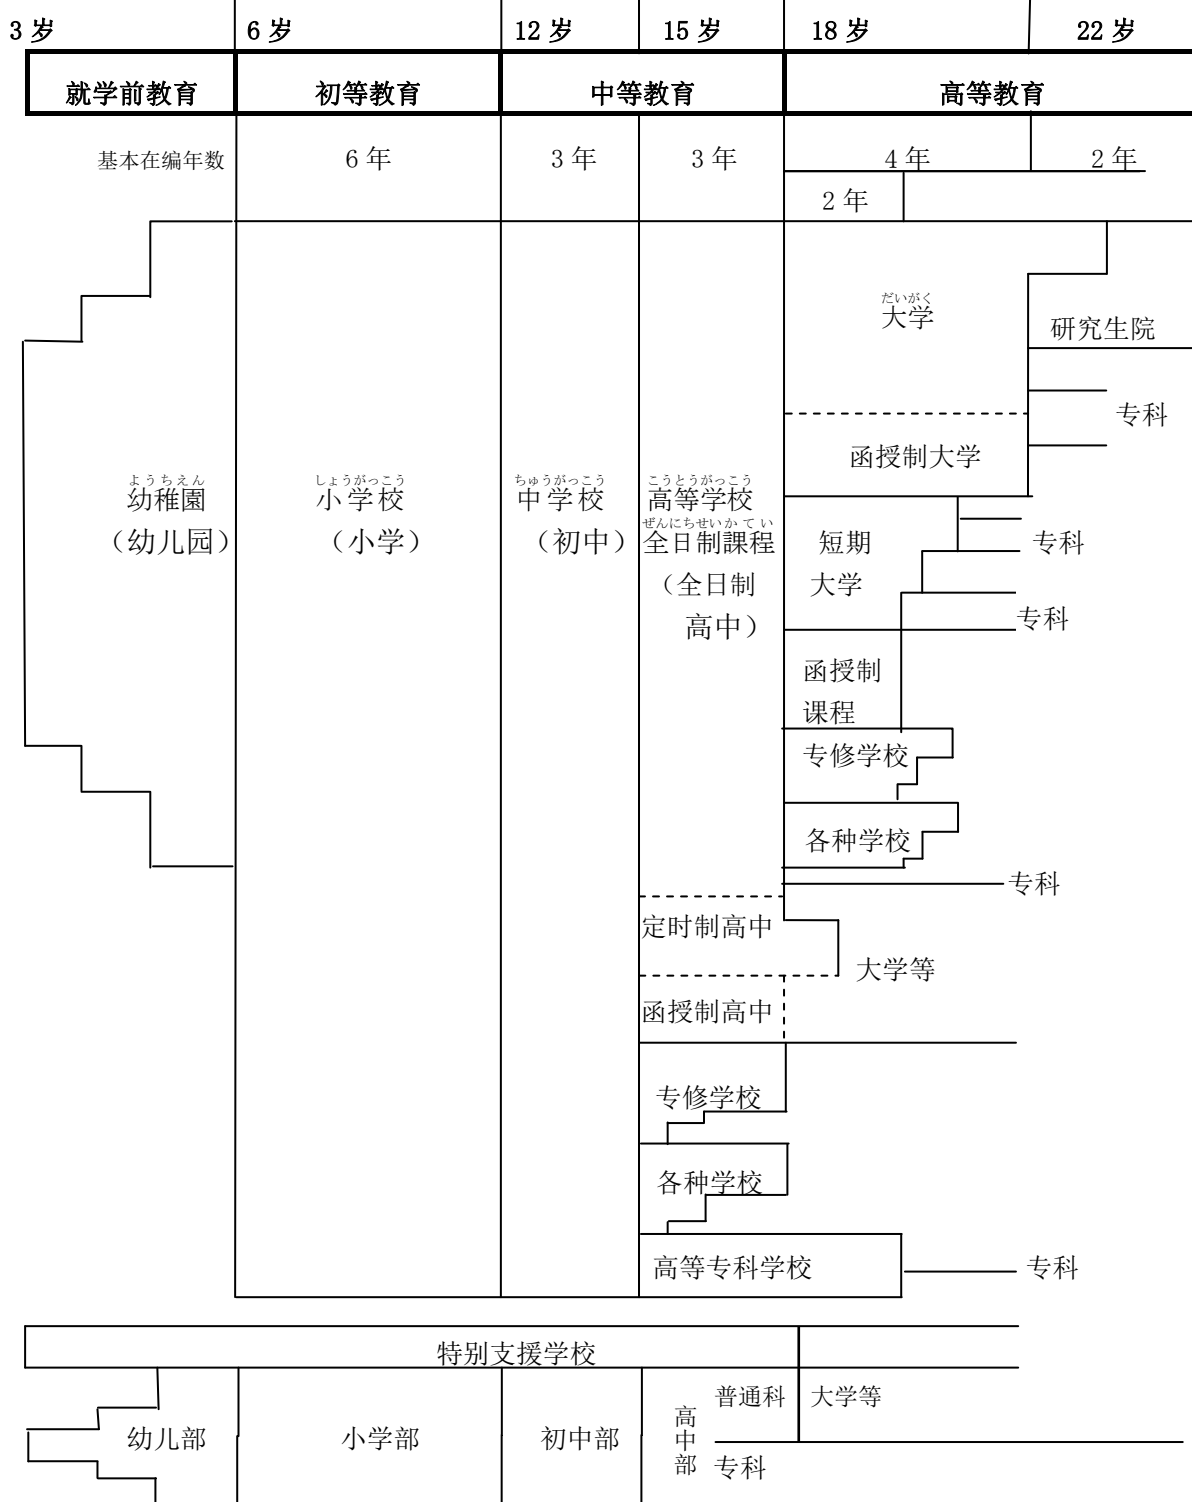 3 岁 6 岁 12 岁 15 岁 18 岁 22 岁
就学前教育 初等教育 中等教育 高等教育
基本在编年数 6 年 3 年 3 年 4 年 2 年
2 年
だいがく
大学
研究生院
专科
函授制大学
ようちえん しょうがっこう ちゅうがっこう こうとうがっこう
幼稚園 小学校 中学校 高等学校
ぜんにちせいかてい
（幼儿园） （小学） （初中） 全日制課程
短期 专科
（全日制
大学
高中）
专科
函授制
课程
专修学校
各种学校
专科
定时制高中
大学等
函授制高中
专修学校
各种学校
高等专科学校 专科
特别支援学校
普通科 大学等
幼儿部 小学部 初中部 高中部
专科